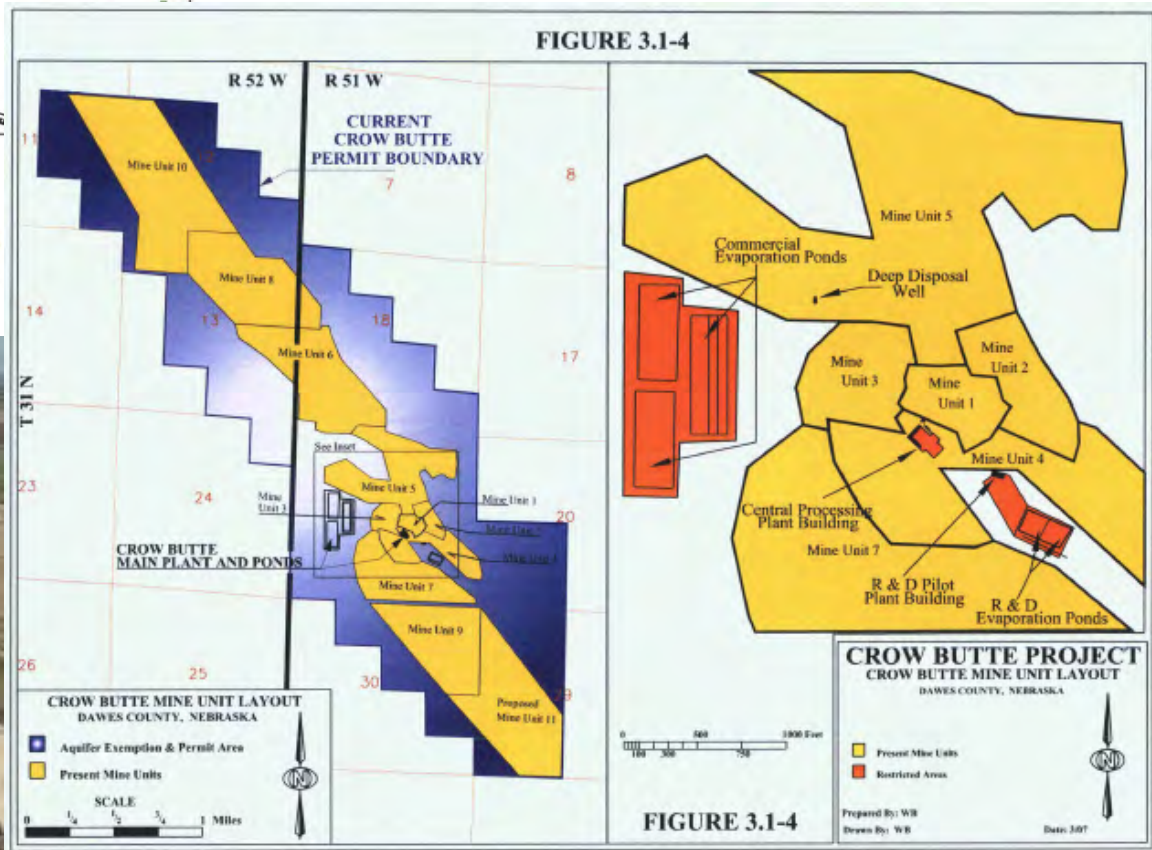 FIGURE 3.1-4
R 52 W
R 51 W
CURRENT
CROW BUTTE
PERMIT BOUNDARY
11
7
8
Mine Unit 10
Mine Unit 8
14
13
18
17
Mine Unit 6
T 31 N
See Inset
23
24
Mine Unit 5
Mine
Unit 3
Mine Unit 1
20
CROW BUTTE
MAIN PLANT AND PONDS
Mine Unit 7
Mine Unit 9
26
25
30
29
Proposed
Mine Unit 11
CROW BUTTE MINE UNIT LAYOUT
DAWES COUNTY, NEBRASKA
Aquifer Exemption & Permit Area
Present Mine Units
N
SCALE
0 1/4 1/2 3/4 1 Miles
Mine Unit 5
Commercial
Evaporation Ponds
Deep Disposal
Well
Mine
Unit 3
Mine
Unit 2
Mine
Unit 1
Mine Unit 4
Central Processing
Plant Building
Mine Unit 7
R & D Pilot
Plant Building
R & D
Evaporation Ponds
0 500 1000 Feet
100 300 750
FIGURE 3.1-4
CROW BUTTE PROJECT
CROW BUTTE MINE UNIT LAYOUT
DAWES COUNTY, NEBRASKA
Present Mine Units
Restricted Areas
N
Prepared By: WB
Drawn By: WB
Date: 3/07